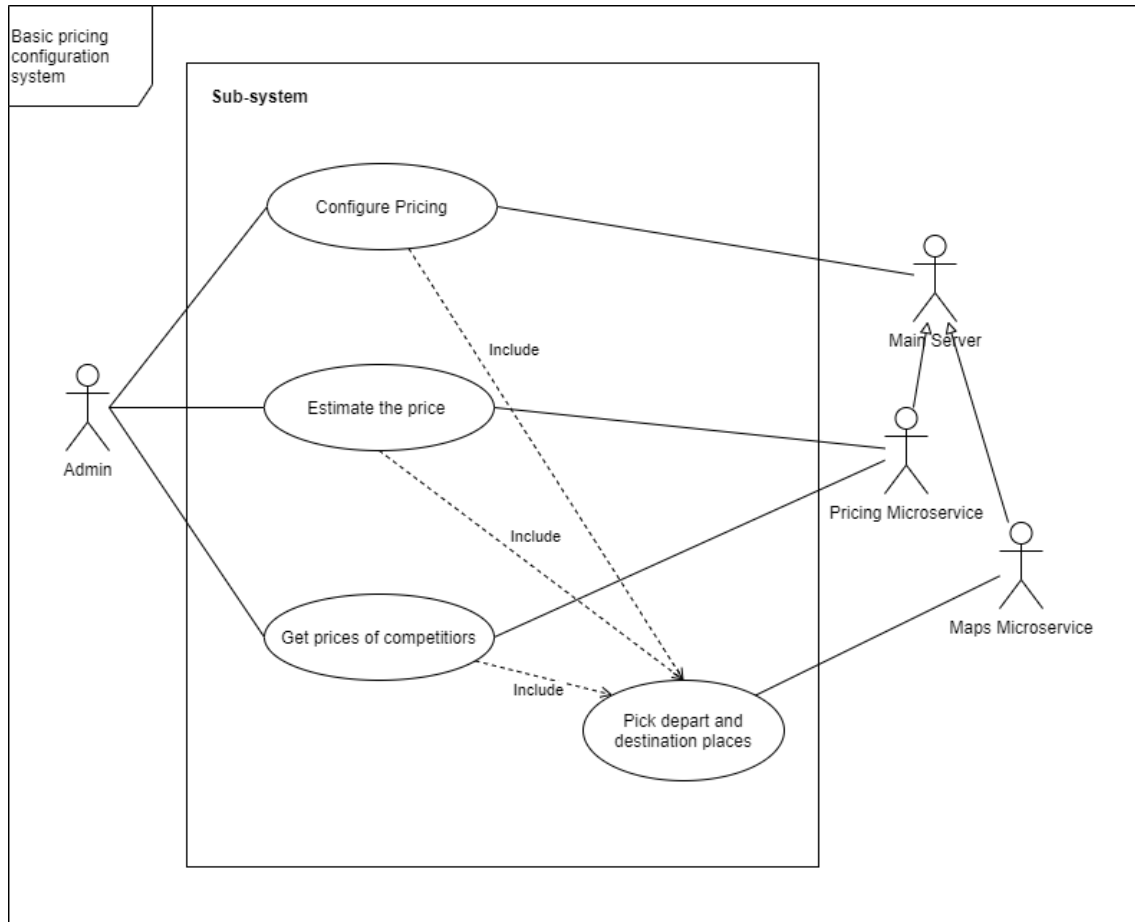 Basic pricing
configuration
system
Sub-system
Configure Pricing
Include
Main Server
Estimate the price
Admin
Pricing Microservice
Include
Maps Microservice
Get prices of competitiors
Include
Pick depart and
destination places